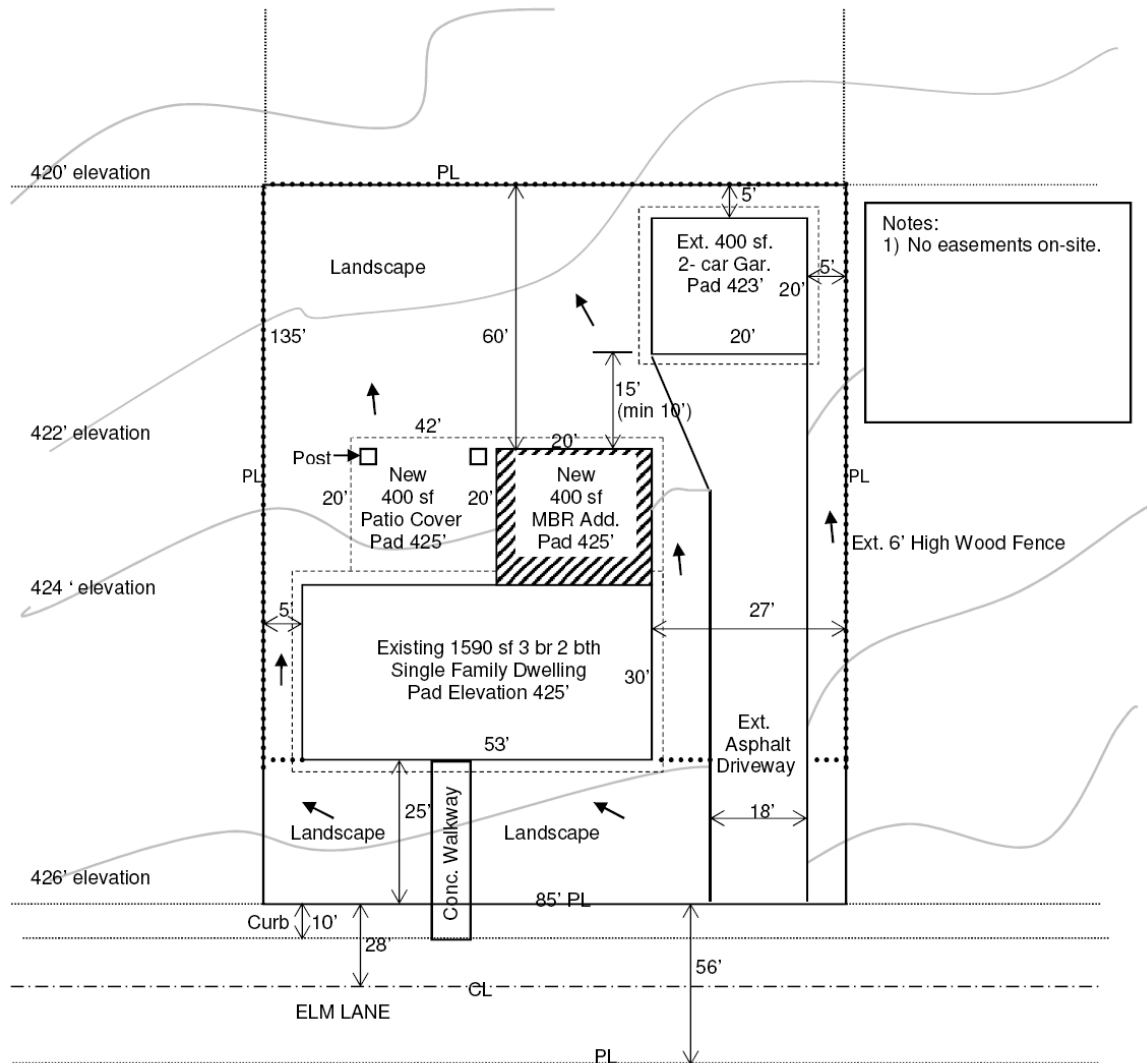 420’ elevation
PL
5’
Notes:
1) No easements on-site.
Ext. 400 sf.
2- car Gar.
Pad 423’
5’
20’
20’
Landscape
135’
60’
15’
(min 10’)
422’ elevation
42’
20’
Post
PL
PL
20’
New
400 sf
Patio Cover
Pad 425’
20’
New
400 sf
MBR Add.
Pad 425’
Ext. 6’ High Wood Fence
424 ‘ elevation
5’
27’
Existing 1590 sf 3 br 2 bth
Single Family Dwelling
Pad Elevation 425’
30’
53’
Ext.
Asphalt
Driveway
25’
18’
Landscape
Conc. Walkway
Landscape
426’ elevation
85’ PL
Curb
10’
28’
56’
CL
ELM LANE
PL